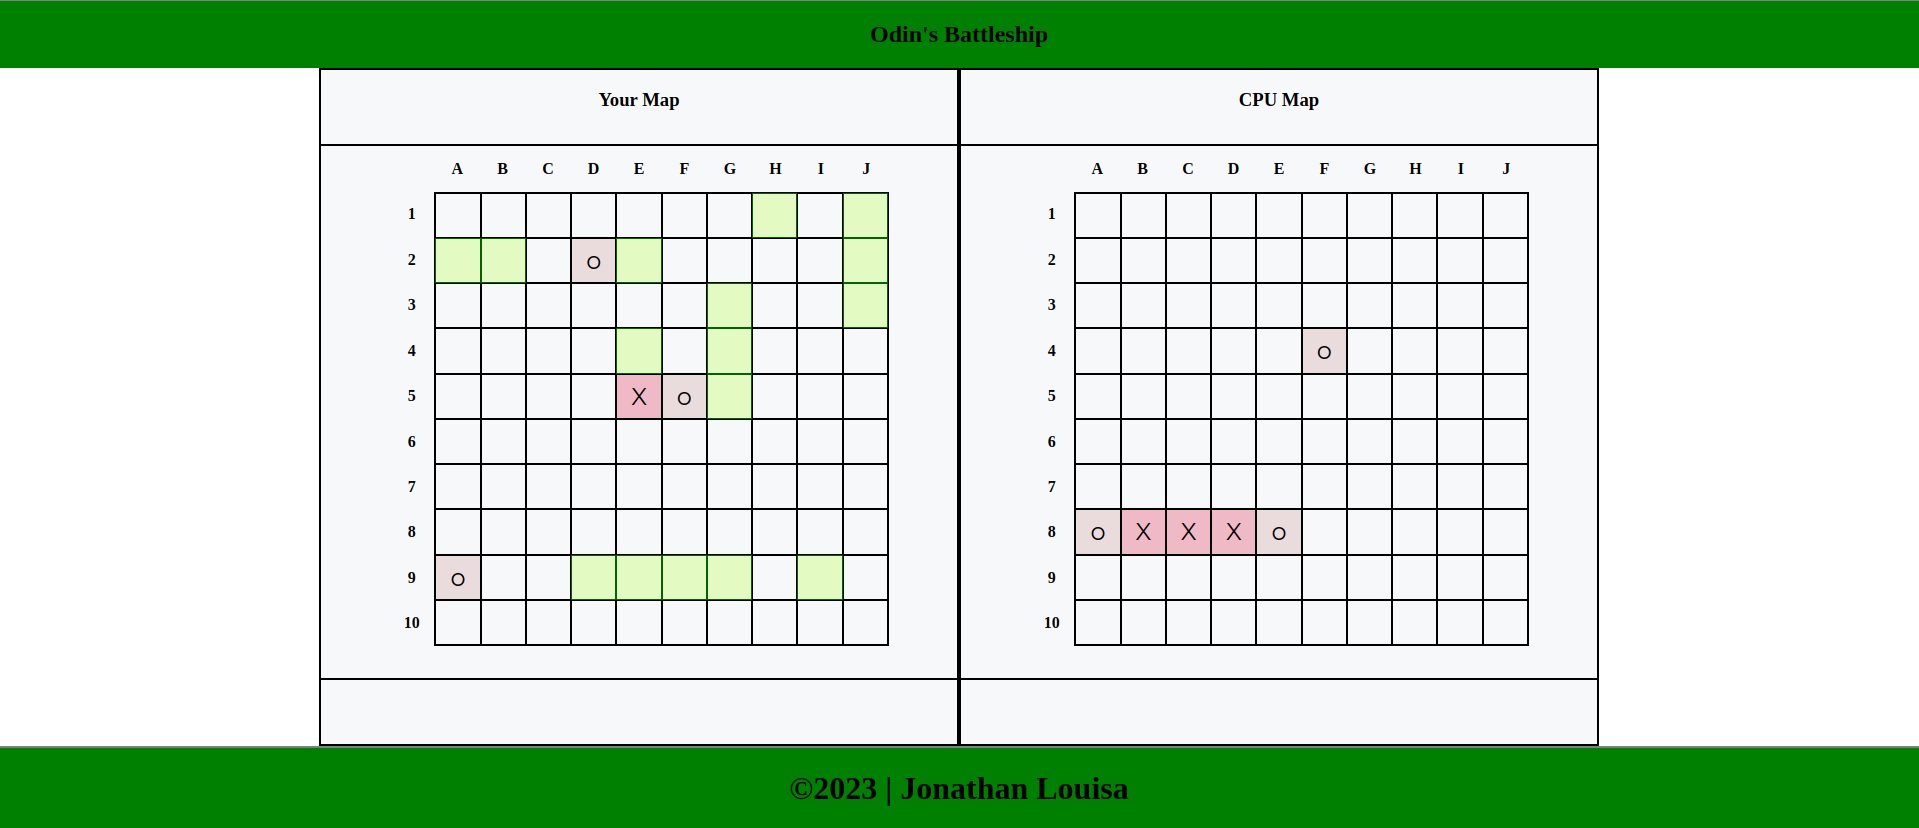 Odin's Battleship
Your Map
CPU Map
A B C D E F G H I J
A B C D E F G H I J
1
1
2 O
2
3
3
4
4 O
5 X O
5
6
6
7
7
8
8 O X X X O
9 O
9
10
10
©2023 | Jonathan Louisa